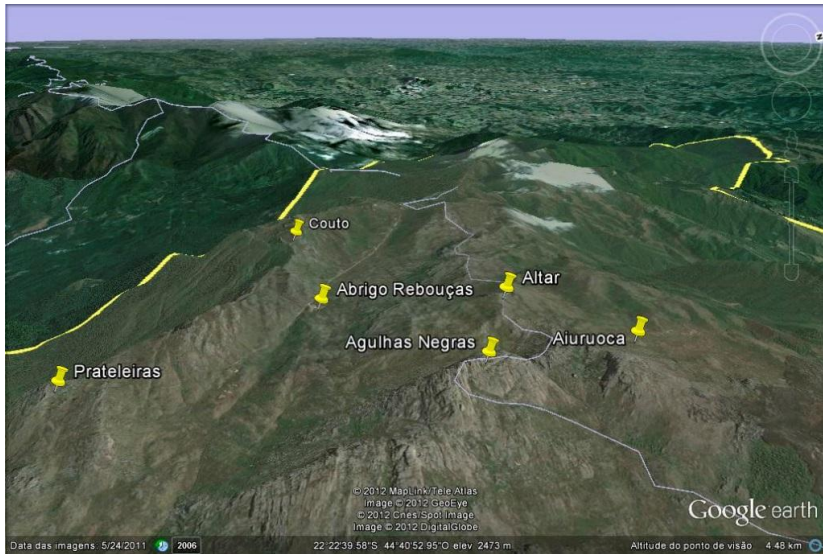 Couto
Abrigo Rebouças
Altar
Agulhas Negras
Aiuruoca
Prateleiras
© 2012 MapLink/Tele Atlas
Image © 2012 GeoEye
© 2012 Cnes/Spot Image
Image © 2012 DigitalGlobe
Google earth
Data das imagens: 5/24/2011 2006 22°22'39.58"S 44°40'52.95"O elev 2473 m Altitude do ponto de visão 4.48 km